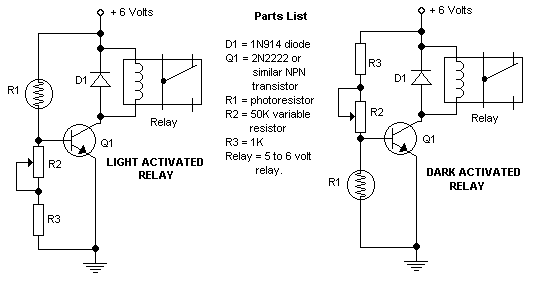 + 6 Volts
R1
D1
Relay
Q1
R2
R3
LIGHT ACTIVATED
RELAY
Parts List
D1 = 1N914 diode
Q1 = 2N2222 or
similar NPN
transistor
R1 = photoresistor
R2 = 50K variable
resistor
R3 = 1K
Relay = 5 to 6 volt
relay.
+ 6 Volts
R3
D1
R2
Relay
Q1
R1
DARK ACTIVATED
RELAY